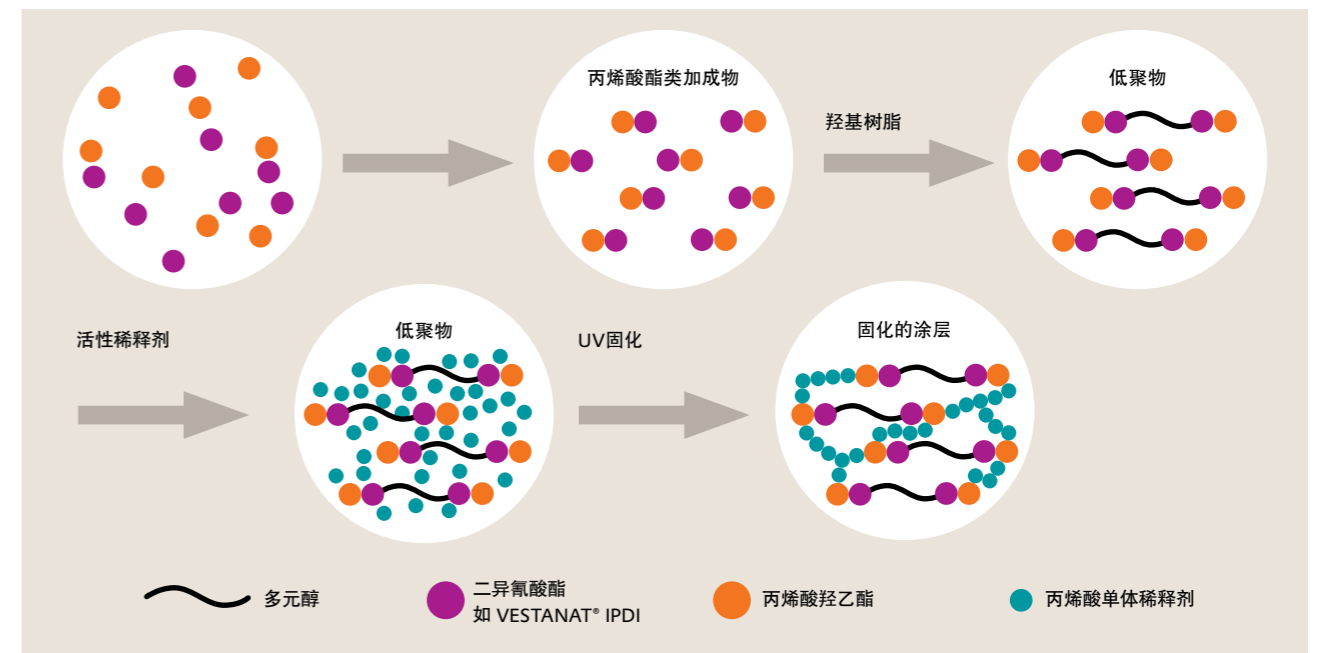 丙烯酸酯类加成物
羟基树脂
低聚物
活性稀释剂
低聚物
UV固化
固化的涂层
多元醇
二异氰酸酯
如 VESTANAT® IPDI
丙烯酸羟乙酯
丙烯酸单体稀释剂